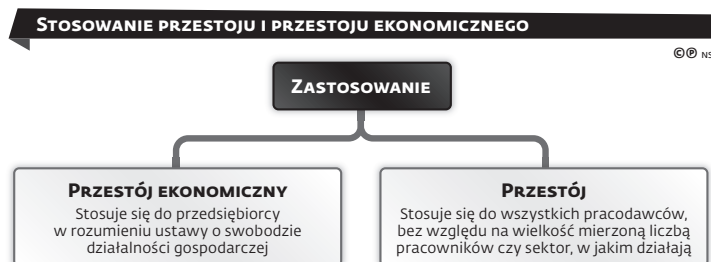 Stosowanie przestoju i przestoju ekonomicznego
©℗ NS
Zastosowanie
Przestój ekonomiczny
Stosuje się do przedsiębiorcy
w rozumieniu ustawy o swobodzie
działalności gospodarczej
Przestój
Stosuje się do wszystkich pracodawców,
bez względu na wielkość mierzoną liczbą
pracowników czy sektor, w jakim działają